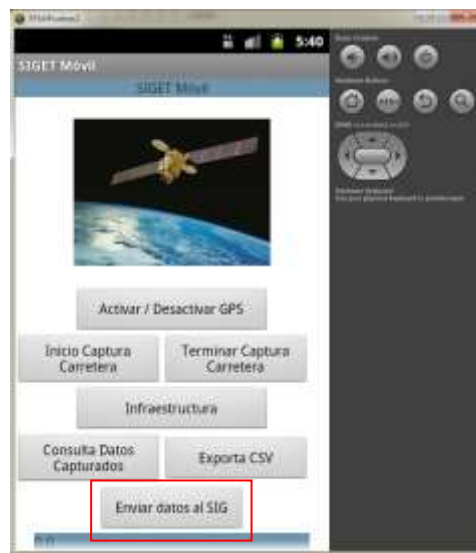 5:40
SIGET Móvil
SIGET Móvil
Activar / Desactivar GPS
Inicio Captura
Carretera
Terminar Captura
Carretera
Infraestructura
Consulta Datos
Capturados
Exporta CSV
Enviar datos al SIG
MENU